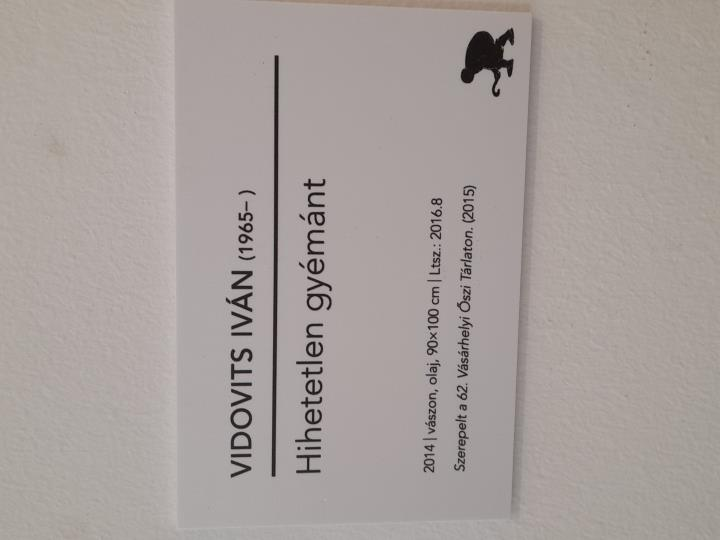 VIDOVITS IVÁN (1965– )
Hihetetlen gyémánt
2014 | vászon, olaj, 90×100 cm | Ltsz.: 2016.8
Szerepelt a 62. Vásárhelyi Őszi Tárlaton. (2015)